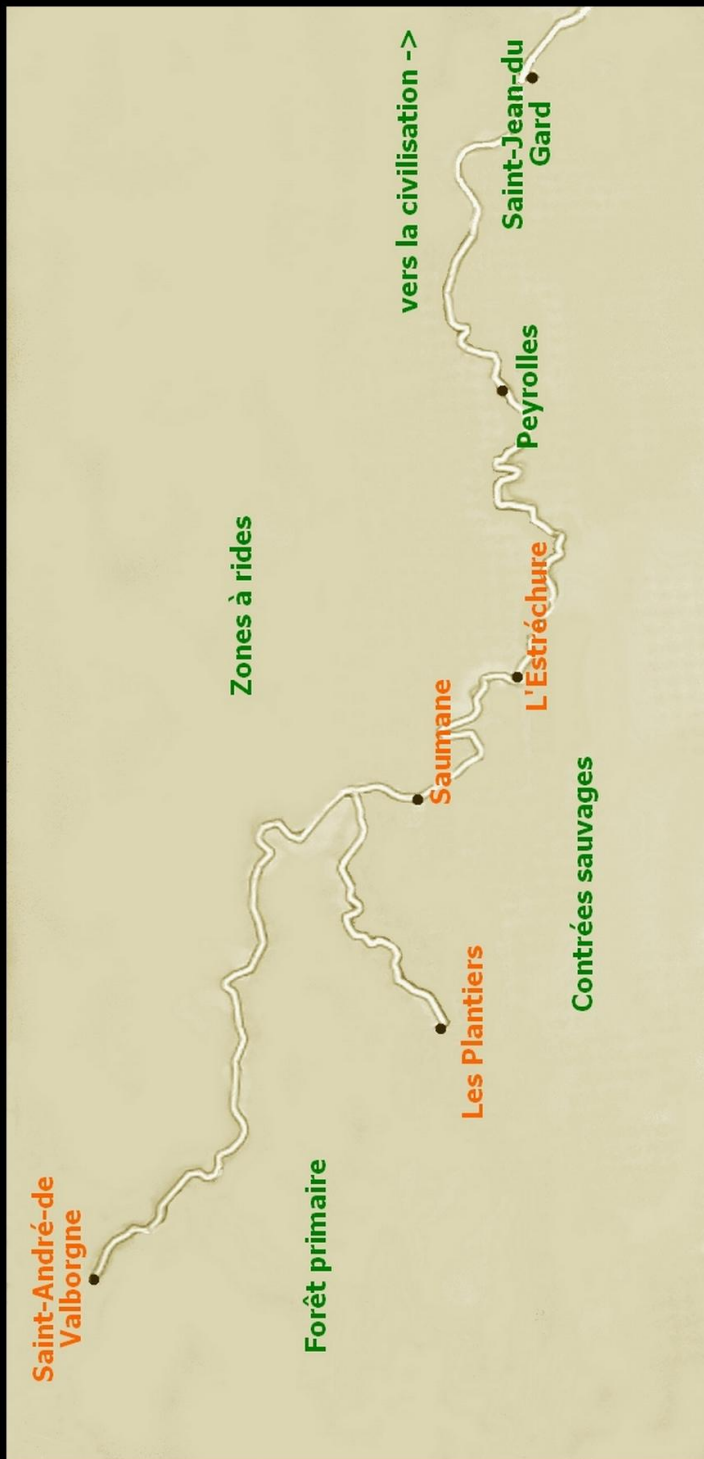 Saint-André-de
Valborgne
Forêt primaire
Les Plantiers
Contrées sauvages
Saumane
L'Estréchure
Zones à rides
Peyrolles
vers la civilisation ->
Saint-Jean-du
Gard